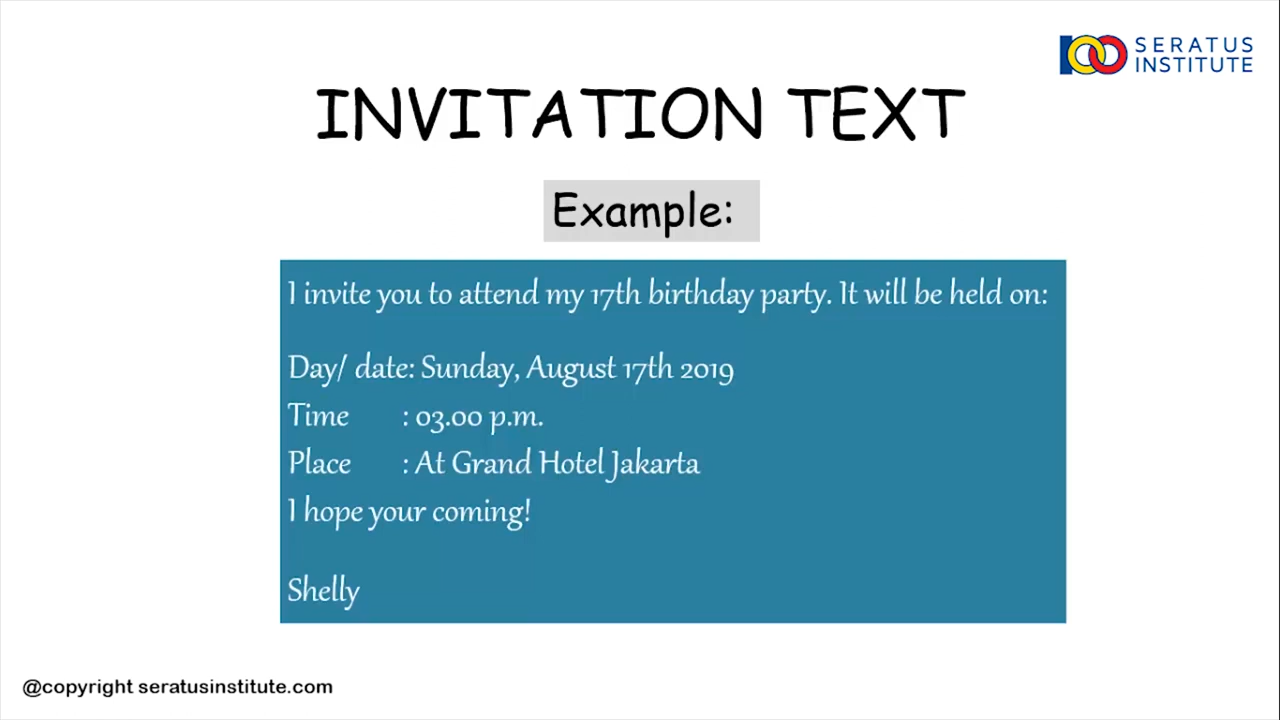 SERATUS
INSTITUTE
INVITATION TEXT
Example:
I invite you to attend my 17th birthday party. It will be held on:
Day/ date: Sunday, August 17th 2019
Time : 03.00 p.m.
Place : At Grand Hotel Jakarta
I hope your coming!
Shelly
@copyright seratusinstitute.com